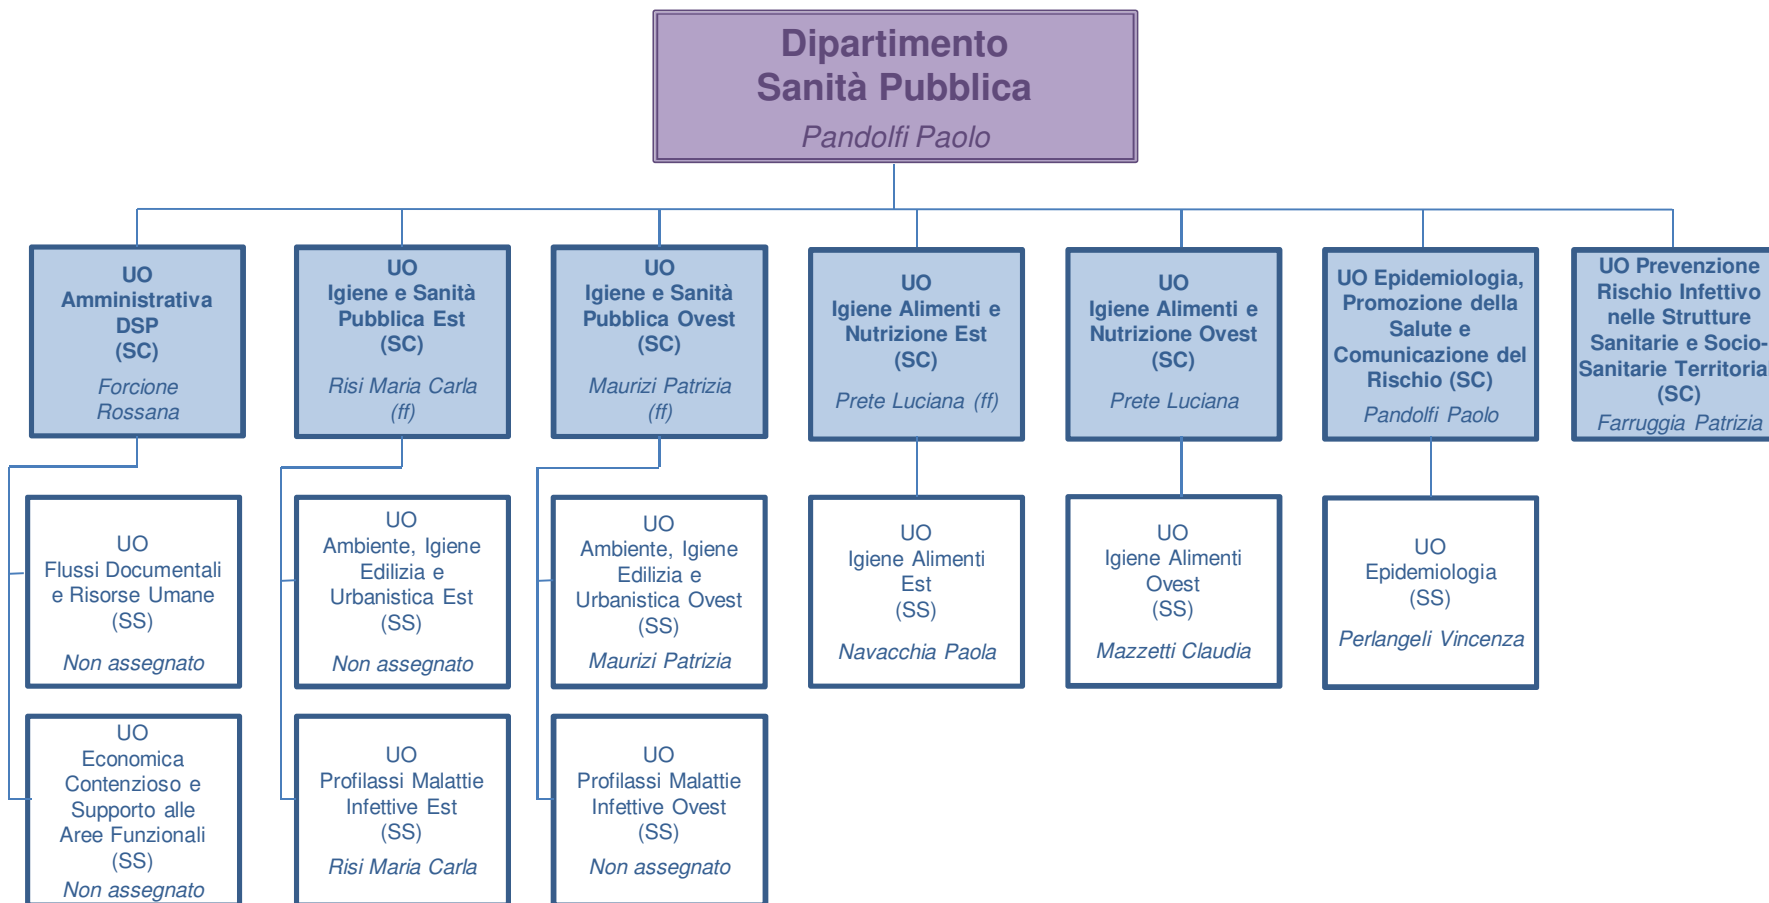 Dipartimento
Sanità Pubblica
Pandolfi Paolo
UO
Amministrativa
DSP
(SC)
Forcione
Rossana
UO
Igiene e Sanità
Pubblica Est
(SC)
Risi Maria Carla
(ff)
UO
Igiene e Sanità
Pubblica Ovest
(SC)
Maurizi Patrizia
(ff)
UO
Igiene Alimenti e
Nutrizione Est
(SC)
Prete Luciana (ff)
UO
Igiene Alimenti e
Nutrizione Ovest
(SC)
Prete Luciana
UO Epidemiologia,
Promozione della
Salute e
Comunicazione del
Rischio (SC)
Pandolfi Paolo
UO Prevenzione
Rischio Infettivo
nelle Strutture
Sanitarie e Socio-
Sanitarie Territoria
(SC)
Farruggia Patrizia
UO
Flussi Documentali
e Risorse Umane
(SS)
Non assegnato
UO
Ambiente, Igiene
Edilizia e
Urbanistica Est
(SS)
Non assegnato
UO
Ambiente, Igiene
Edilizia e
Urbanistica Ovest
(SS)
Maurizi Patrizia
UO
Igiene Alimenti
Est
(SS)
Navacchia Paola
UO
Igiene Alimenti
Ovest
(SS)
Mazzetti Claudia
UO
Epidemiologia
(SS)
Perlangeli Vincenza
UO
Economica
Contenzioso e
Supporto alle
Aree Funzionali
(SS)
Non assegnato
UO
Profilassi Malattie
Infettive Est
(SS)
Risi Maria Carla
UO
Profilassi Malattie
Infettive Ovest
(SS)
Non assegnato